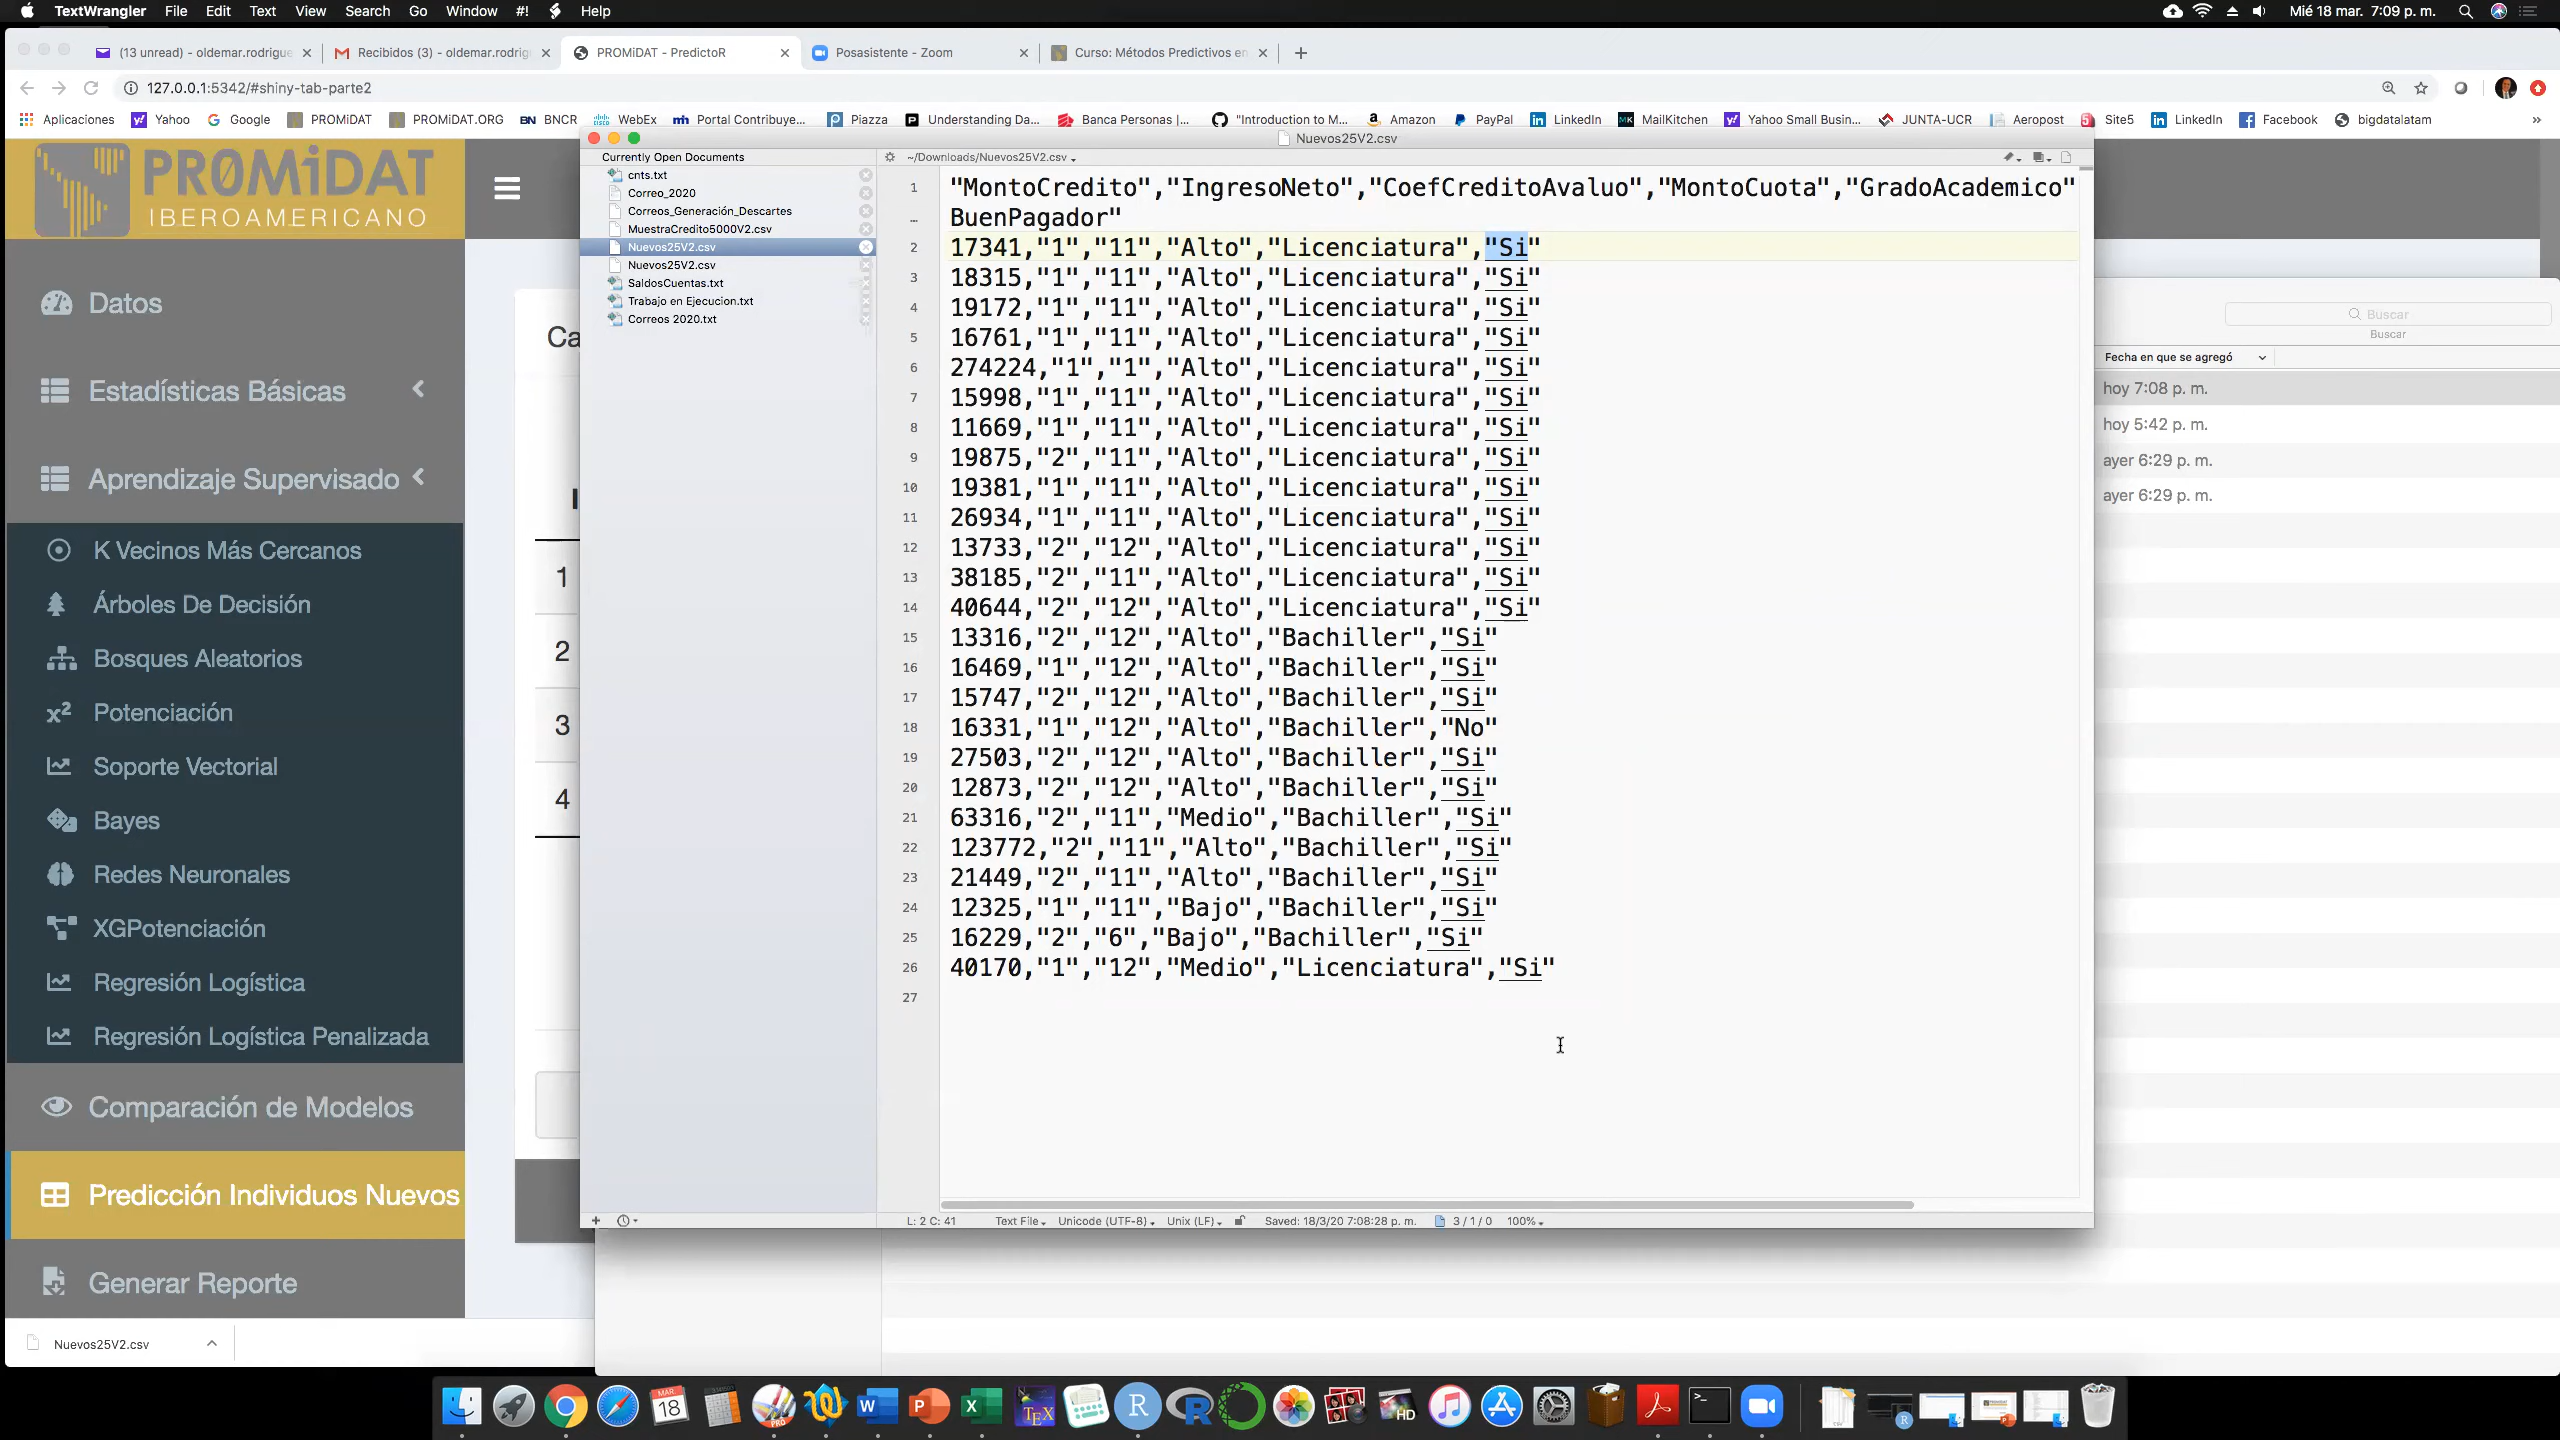 TextWrangler File Edit Text View Search Go Window #! Help Mié 18 mar. 7:09 p. m.
(13 unread) - oldemar.rodrigue Recibidos (3) - oldemar.rodrig PROMiDAT - PredictoR Posasistente - Zoom Curso: Métodos Predictivos en
127.0.0.1:5342/#shiny-tab-parte2
Aplicaciones Yahoo Google PROMiDAT PROMiDAT.ORG BNCR WebEx Portal Contribuye... Piazza Understanding Da... Banca Personas |... "Introduction to M... Amazon PayPal LinkedIn MailKitchen Yahoo Small Busin... JUNTA-UCR Aeropost Site5 LinkedIn Facebook bigdatalatam »
PR0MiDAT
IBEROAMERICANO
Datos
Estadísticas Básicas
Aprendizaje Supervisado
K Vecinos Más Cercanos
Árboles De Decisión
Bosques Aleatorios
Potenciación
Soporte Vectorial
Bayes
Redes Neuronales
XGPotenciación
Regresión Logística
Regresión Logística Penalizada
Comparación de Modelos
Predicción Individuos Nuevos
Generar Reporte
Nuevos25V2.csv
Ca
1
2
3
4
Nuevos25V2.csv
Currently Open Documents
cnts.txt
Correo_2020
Correos_Generación_Descartes
MuestraCredito5000V2.csv
Nuevos25V2.csv
Nuevos25V2.csv
SaldosCuentas.txt
Trabajo en Ejecucion.txt
Correos 2020.txt
~/Downloads/Nuevos25V2.csv
1 "MontoCredito","IngresoNeto","CoefCreditoAvaluo","MontoCuota","GradoAcademico"
… BuenPagador"
2 17341,"1","11","Alto","Licenciatura","Si"
3 18315,"1","11","Alto","Licenciatura","Si"
4 19172,"1","11","Alto","Licenciatura","Si"
5 16761,"1","11","Alto","Licenciatura","Si"
6 274224,"1","1","Alto","Licenciatura","Si"
7 15998,"1","11","Alto","Licenciatura","Si"
8 11669,"1","11","Alto","Licenciatura","Si"
9 19875,"2","11","Alto","Licenciatura","Si"
10 19381,"1","11","Alto","Licenciatura","Si"
11 26934,"1","11","Alto","Licenciatura","Si"
12 13733,"2","12","Alto","Licenciatura","Si"
13 38185,"2","11","Alto","Licenciatura","Si"
14 40644,"2","12","Alto","Licenciatura","Si"
15 13316,"2","12","Alto","Bachiller","Si"
16 16469,"1","12","Alto","Bachiller","Si"
17 15747,"2","12","Alto","Bachiller","Si"
18 16331,"1","12","Alto","Bachiller","No"
19 27503,"2","12","Alto","Bachiller","Si"
20 12873,"2","12","Alto","Bachiller","Si"
21 63316,"2","11","Medio","Bachiller","Si"
22 123772,"2","11","Alto","Bachiller","Si"
23 21449,"2","11","Alto","Bachiller","Si"
24 12325,"1","11","Bajo","Bachiller","Si"
25 16229,"2","6","Bajo","Bachiller","Si"
26 40170,"1","12","Medio","Licenciatura","Si"
27
L: 2 C: 41 Text File Unicode (UTF-8) Unix (LF) Saved: 18/3/20 7:08:28 p. m. 3 / 1 / 0 100%
Buscar
Buscar
Fecha en que se agregó
hoy 7:08 p. m.
hoy 5:42 p. m.
ayer 6:29 p. m.
ayer 6:29 p. m.
MAR. 18 PRO W P X TEX R R HD